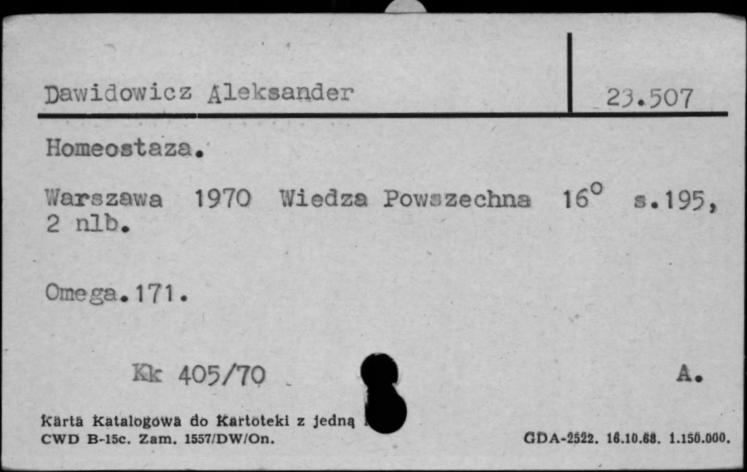 Dawidowicz Aleksander 23.507
Homeostaza.
Warszawa 1970 Wiedza Powszechna 16° s.195,
2 nlb.
Omega.171.
Kk 405/70 A.
Karta Katalogowa do Kartoteki z jedną
CWD B-15c. Zam. 1557/DW/On. GDA-2522. 16.10.68. 1.150.000.